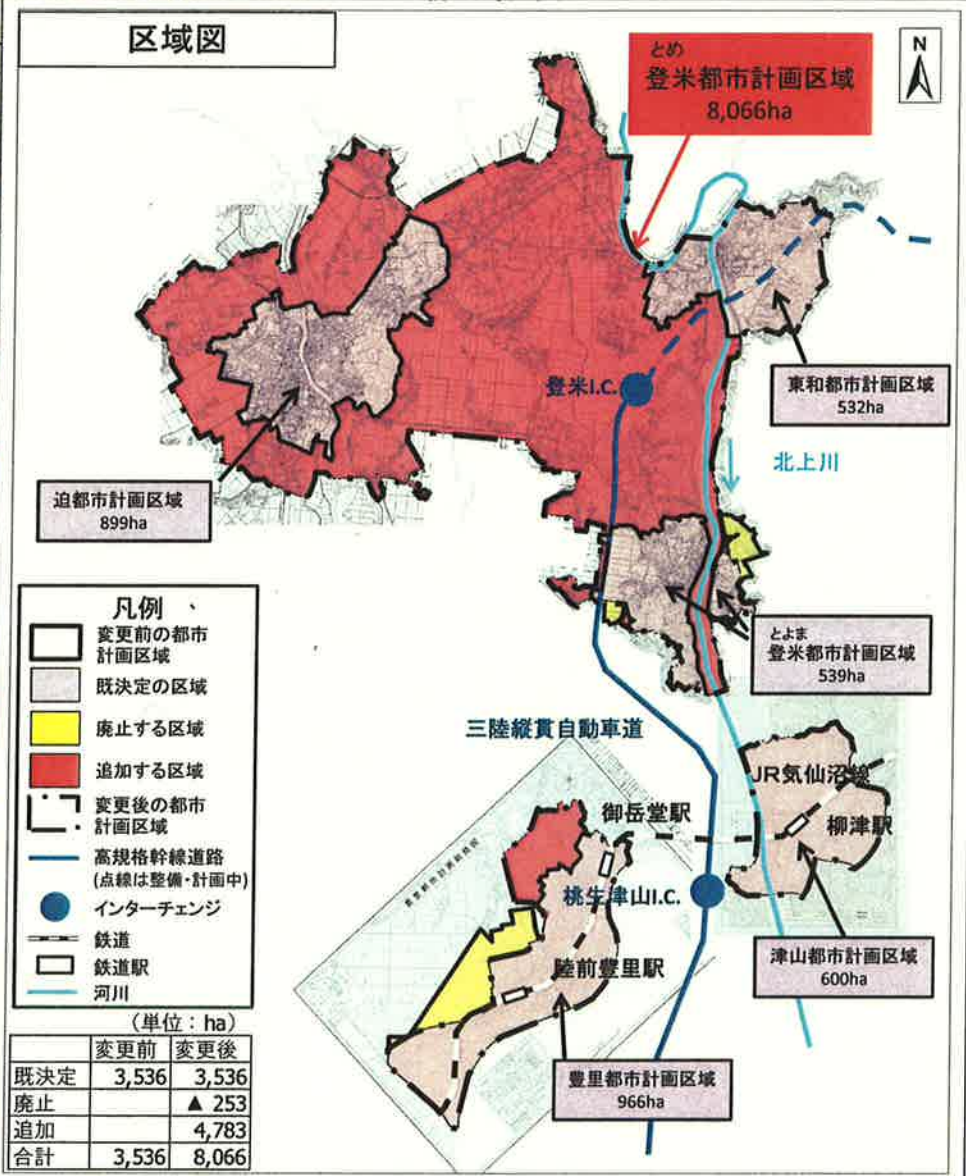 区域図
とめ
登米都市計画区域
8,066ha
N
登米I.C.
東和都市計画区域
532ha
北上川
迫都市計画区域
899ha
凡例
変更前の都市
計画区域
既決定の区域
廃止する区域
追加する区域
変更後の都市
計画区域
高規格幹線道路
(点線は整備・計画中)
インターチェンジ
鉄道
鉄道駅
河川
とよま
登米都市計画区域
539ha
三陸縦貫自動車道
JR気仙沼線
御岳堂駅
柳津駅
桃生津山I.C.
陸前豊里駅
津山都市計画区域
600ha
豊里都市計画区域
966ha
(単位:ha)
変更前 変更後
既決定 3,536 3,536
廃止 ▲ 253
追加 4,783
合計 3,536 8,066